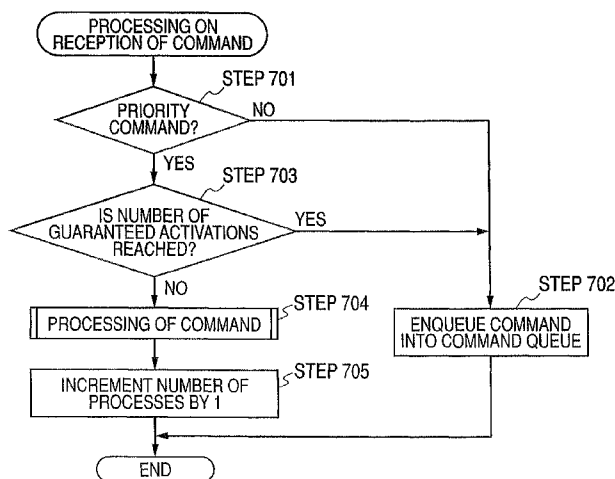 PROCESSING ON
RECEPTION OF COMMAND
STEP 701
PRIORITY
COMMAND?
NO
YES
STEP 703
IS NUMBER OF
GUARANTEED ACTIVATIONS
REACHED?
YES
NO
STEP 702
PROCESSING OF COMMAND
STEP 704
ENQUEUE COMMAND
INTO COMMAND QUEUE
INCREMENT NUMBER OF
PROCESSES BY 1
STEP 705
END